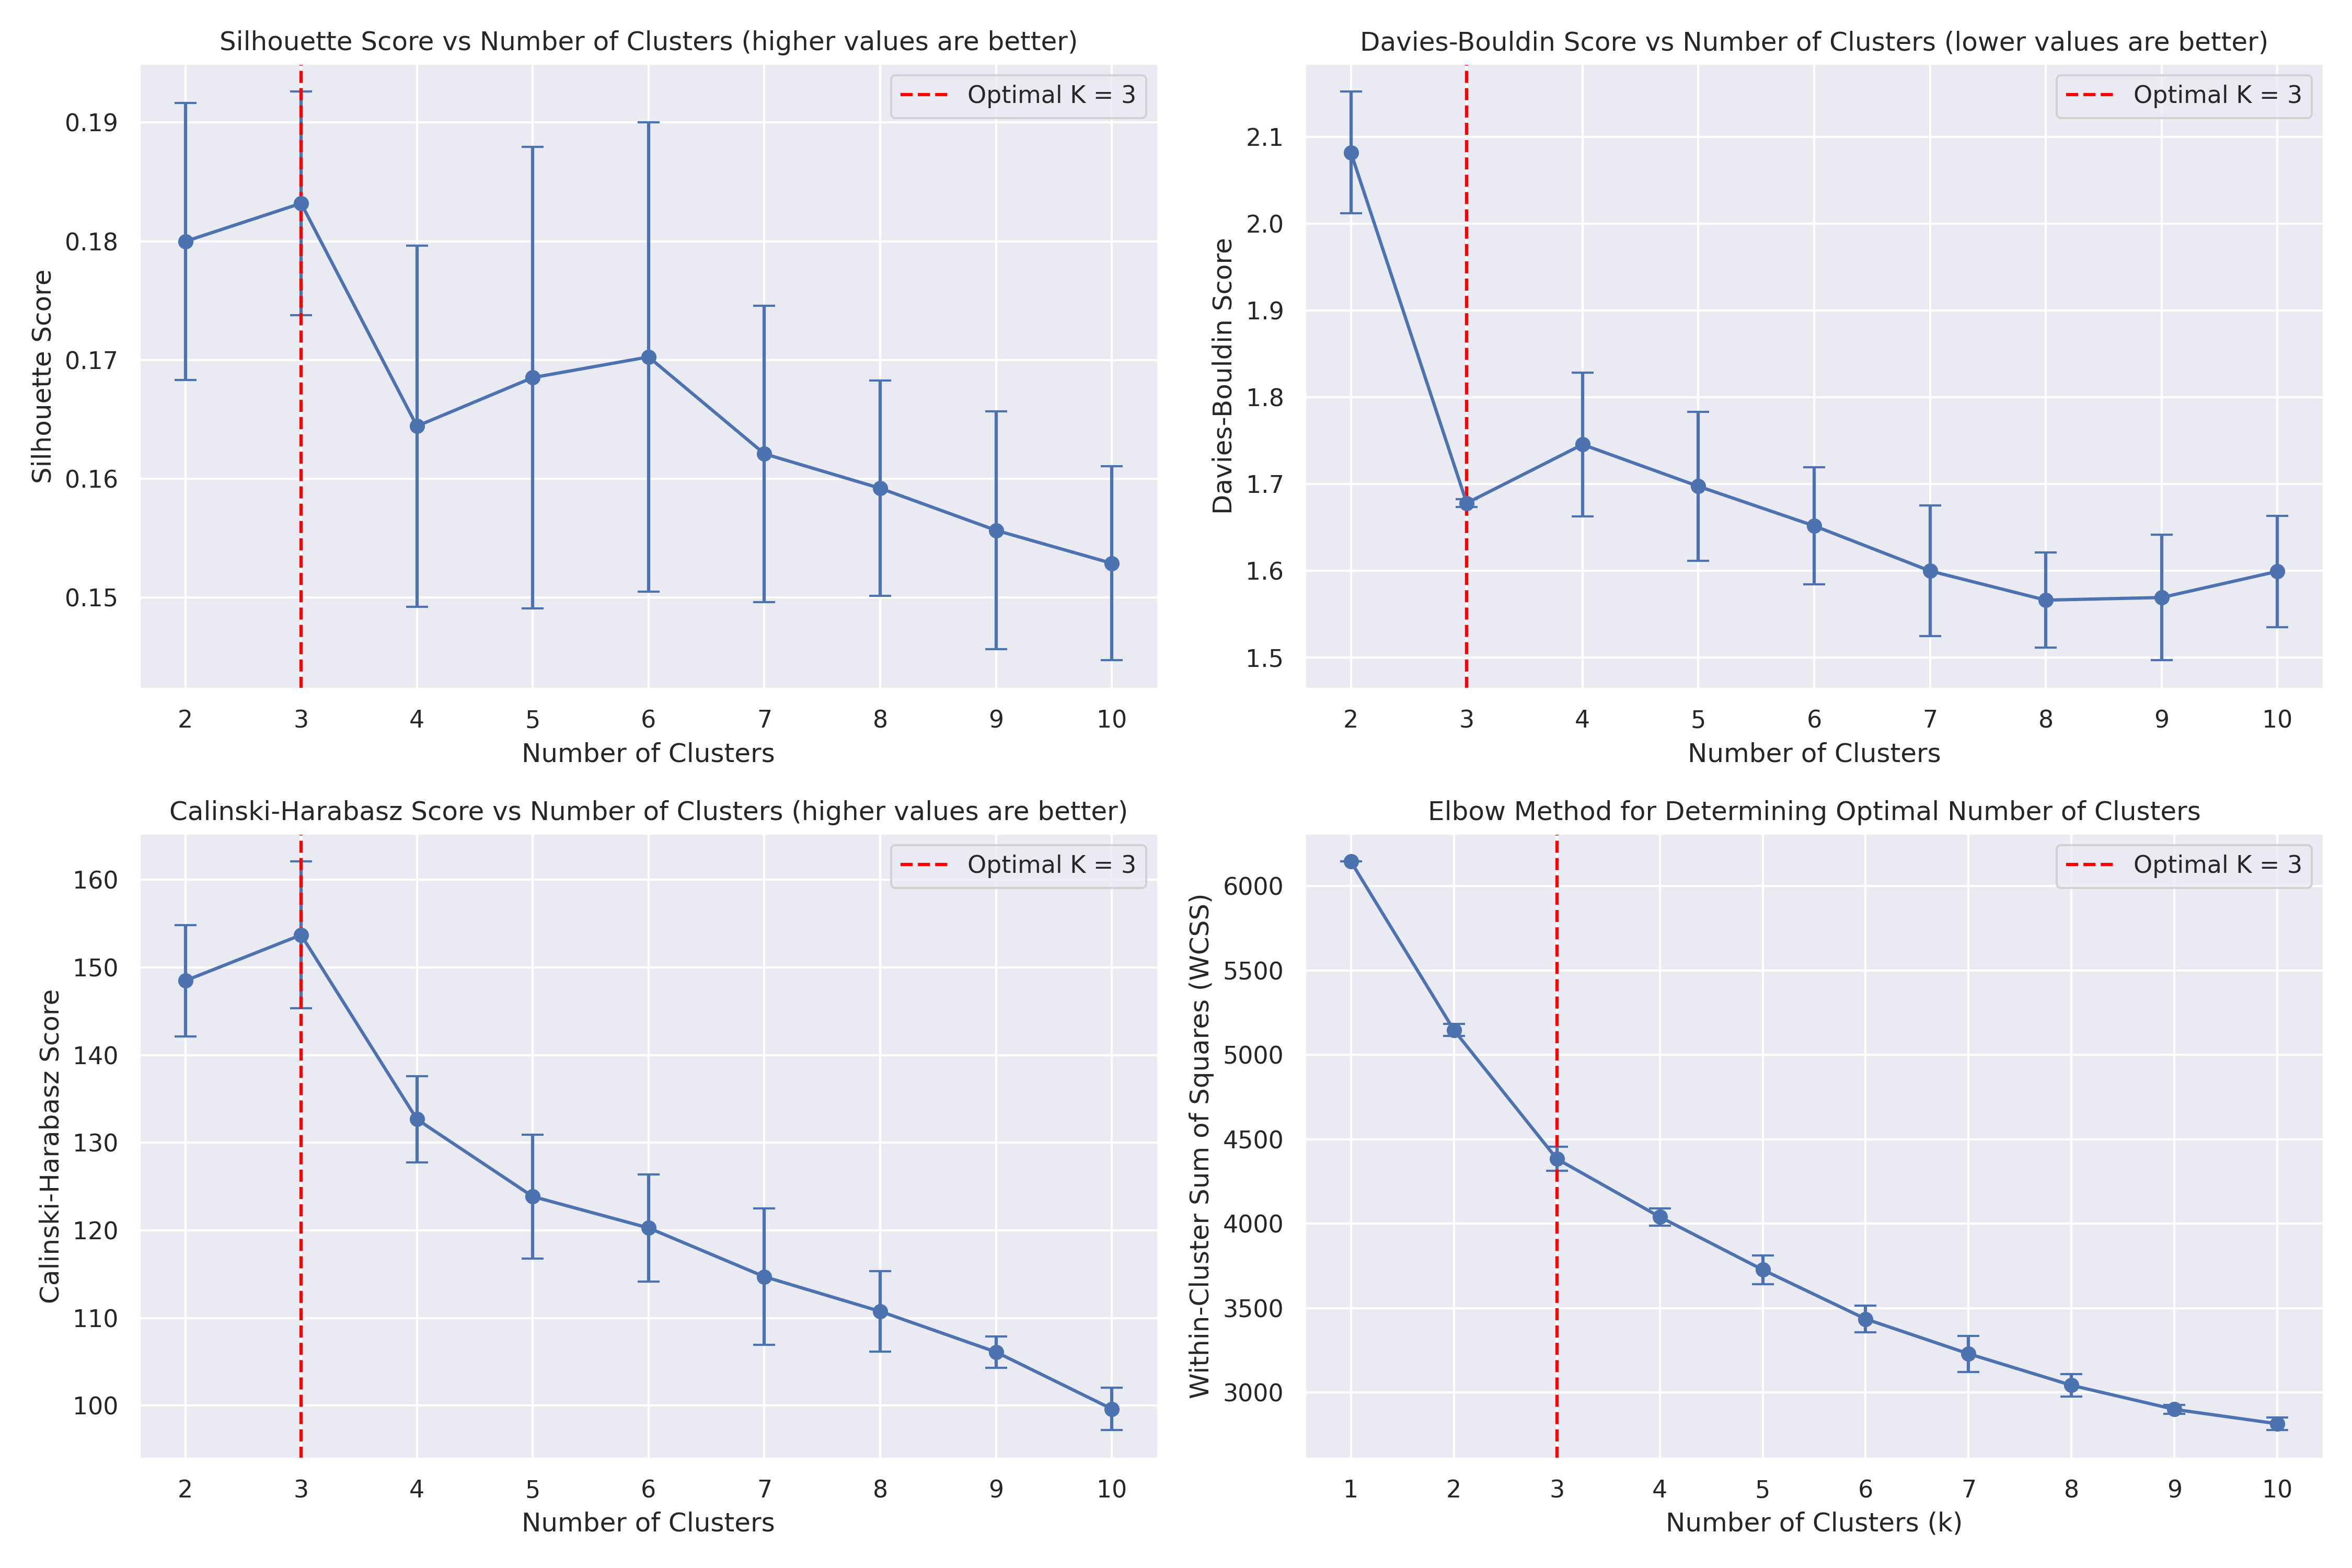 Silhouette Score vs Number of Clusters (higher values are better)
Optimal K = 3
Silhouette Score
0.19
0.18
0.17
0.16
0.15
2 3 4 5 6 7 8 9 10
Number of Clusters
Davies-Bouldin Score vs Number of Clusters (lower values are better)
Optimal K = 3
Davies-Bouldin Score
2.1
2.0
1.9
1.8
1.7
1.6
1.5
2 3 4 5 6 7 8 9 10
Number of Clusters
Calinski-Harabasz Score vs Number of Clusters (higher values are better)
Optimal K = 3
Calinski-Harabasz Score
160
150
140
130
120
110
100
2 3 4 5 6 7 8 9 10
Number of Clusters
Elbow Method for Determining Optimal Number of Clusters
Optimal K = 3
Within-Cluster Sum of Squares (WCSS)
6000
5500
5000
4500
4000
3500
3000
1 2 3 4 5 6 7 8 9 10
Number of Clusters (k)